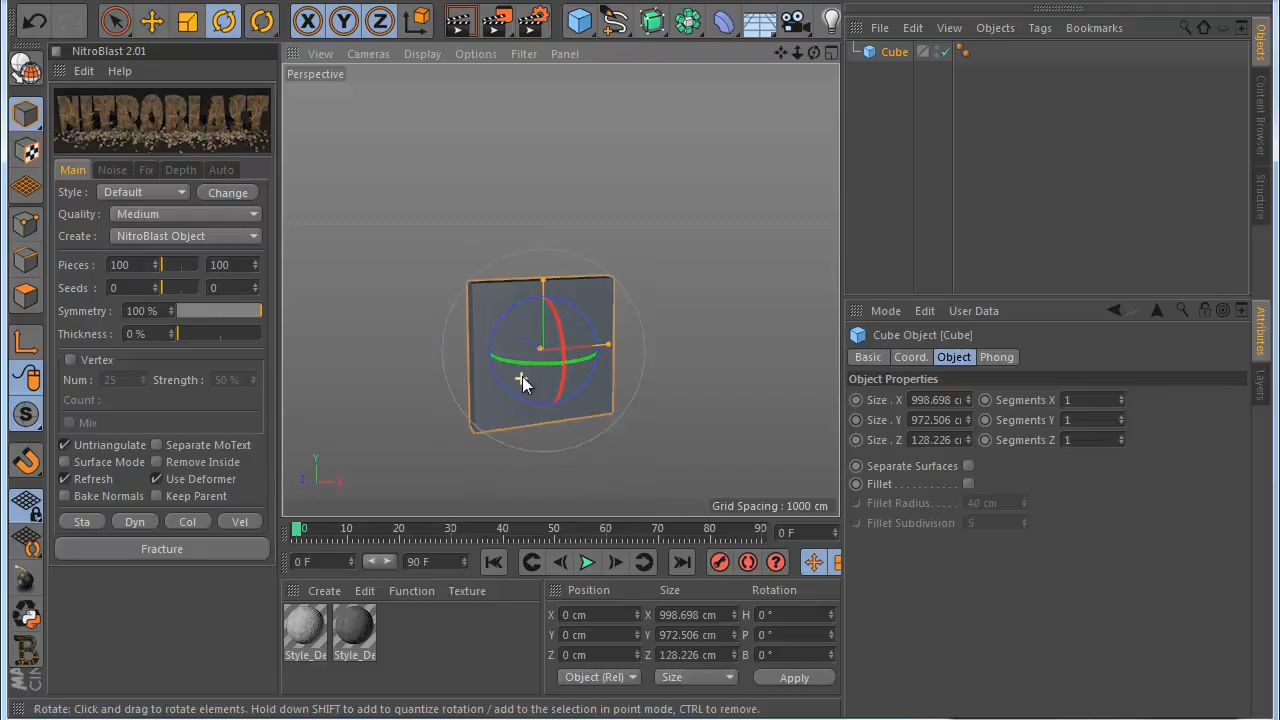 NitroBlast 2.01
Edit Help
NITROBLAST
Main Noise Fix Depth Auto
Style : Default Change
Quality : Medium
Create : NitroBlast Object
Pieces : 100 100
Seeds : 0 0
Symmetry : 100 %
Thickness : 0 %
Vertex
Num : 25 Strength : 50 %
Count :
Mix
Untriangulate Separate MoText
Surface Mode Remove Inside
Refresh Use Deformer
Bake Normals Keep Parent
Sta Dyn Col Vel
Fracture
X Y Z
View Cameras Display Options Filter Panel
Perspective
Y
Z X
Grid Spacing : 1000 cm
0 10 20 30 40 50 60 70 80 90
0 F
0 F 90 F
Create Edit Function Texture
Style_De Style_De
Position Size Rotation
X 0 cm X 998.698 cm H 0 °
Y 0 cm Y 972.506 cm P 0 °
Z 0 cm Z 128.226 cm B 0 °
Object (Rel) Size Apply
File Edit View Objects Tags Bookmarks
Cube
Objects
Content Browser
Structure
Mode Edit User Data
Cube Object [Cube]
Basic Coord. Object Phong
Object Properties
Size . X 998.698 c Segments X 1
Size . Y 972.506 c Segments Y 1
Size . Z 128.226 c Segments Z 1
Separate Surfaces
Fillet . . . . . . . . . . .
Fillet Radius. . . . . 40 cm
Fillet Subdivision 5
Attributes
Layers
Rotate: Click and drag to rotate elements. Hold down SHIFT to add to quantize rotation / add to the selection in point mode, CTRL to remove.